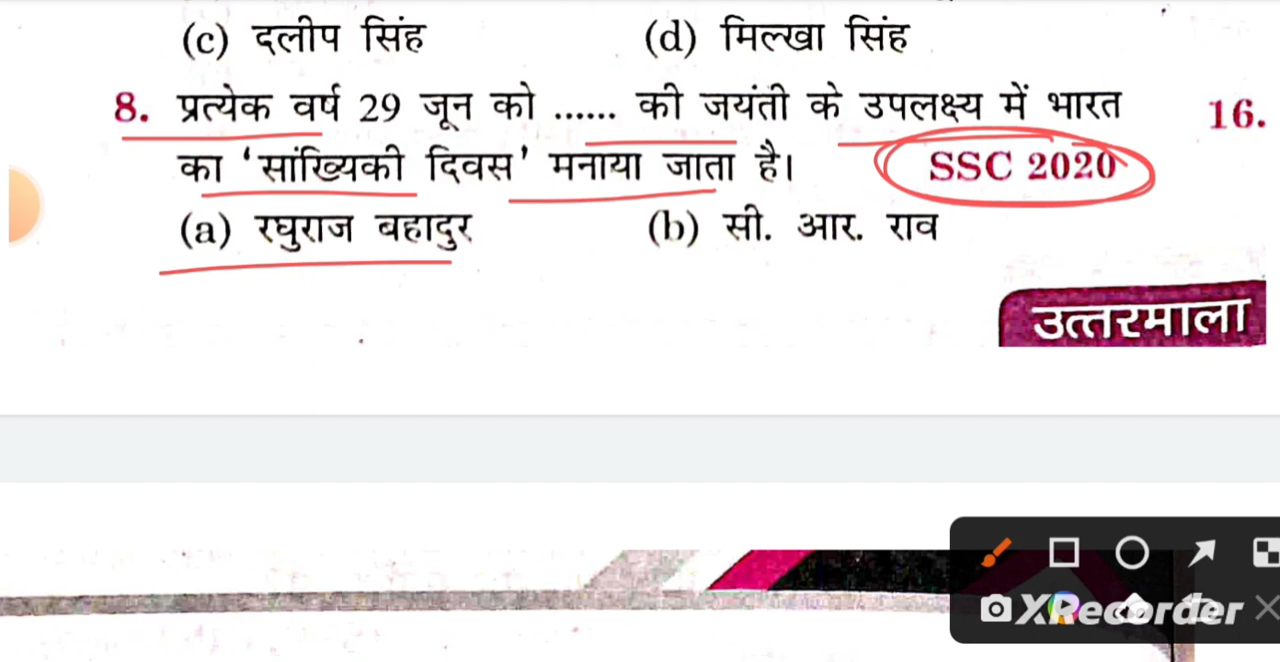 (c) दलीप सिंह (d) मिल्खा सिंह
8. प्रत्येक वर्ष 29 जून को ...... की जयंती के उपलक्ष्य में भारत 16.
का 'सांख्यिकी दिवस' मनाया जाता है। SSC 2020
(a) रघुराज बहादुर (b) सी. आर. राव
उत्तरमाला
XRecorder